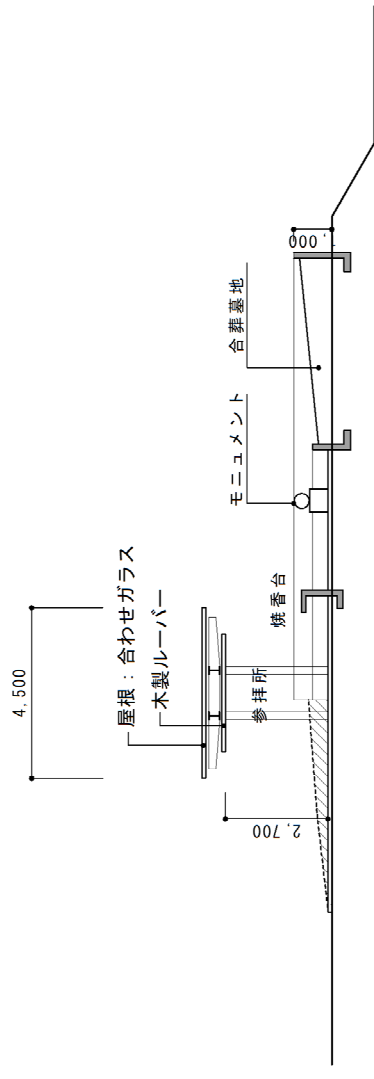 4,500
屋根：合わせガラス
木製ルーバー
2,700
参拝所
焼香台
モニュメント
合葬墓地